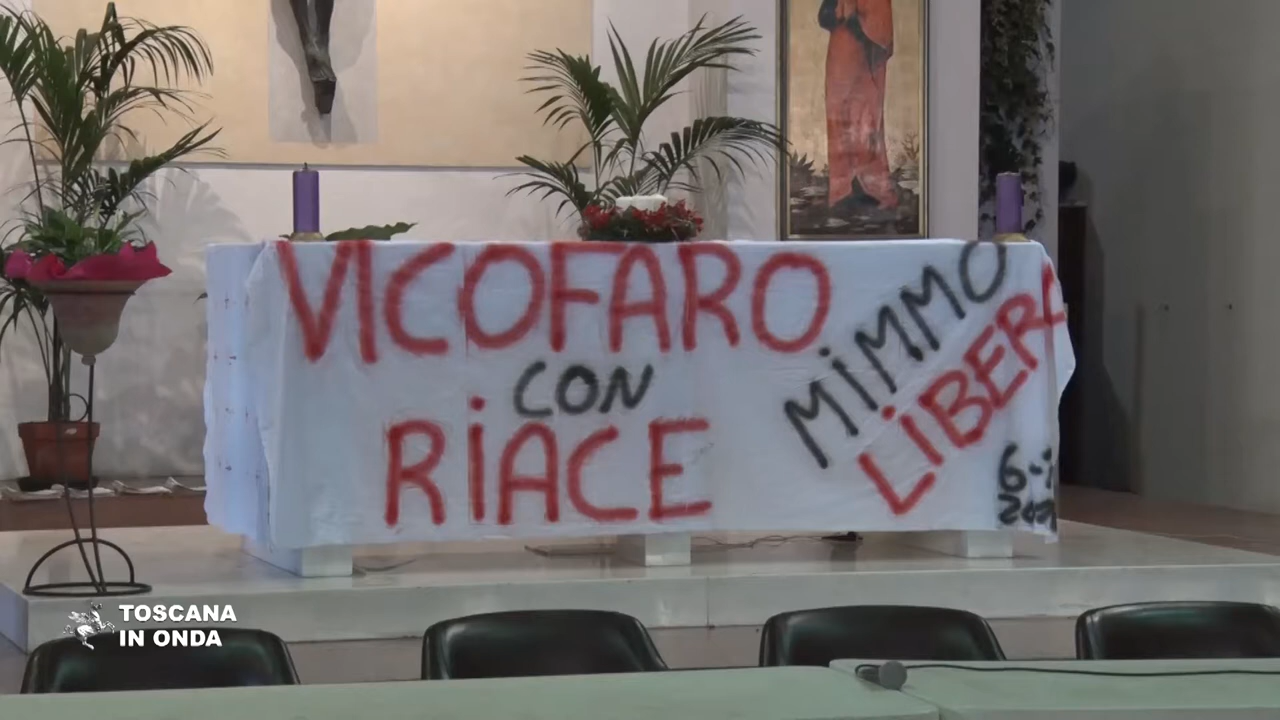 VICOFARO
CON
RIACE
MIMMO
LIBERO
TOSCANA
IN ONDA